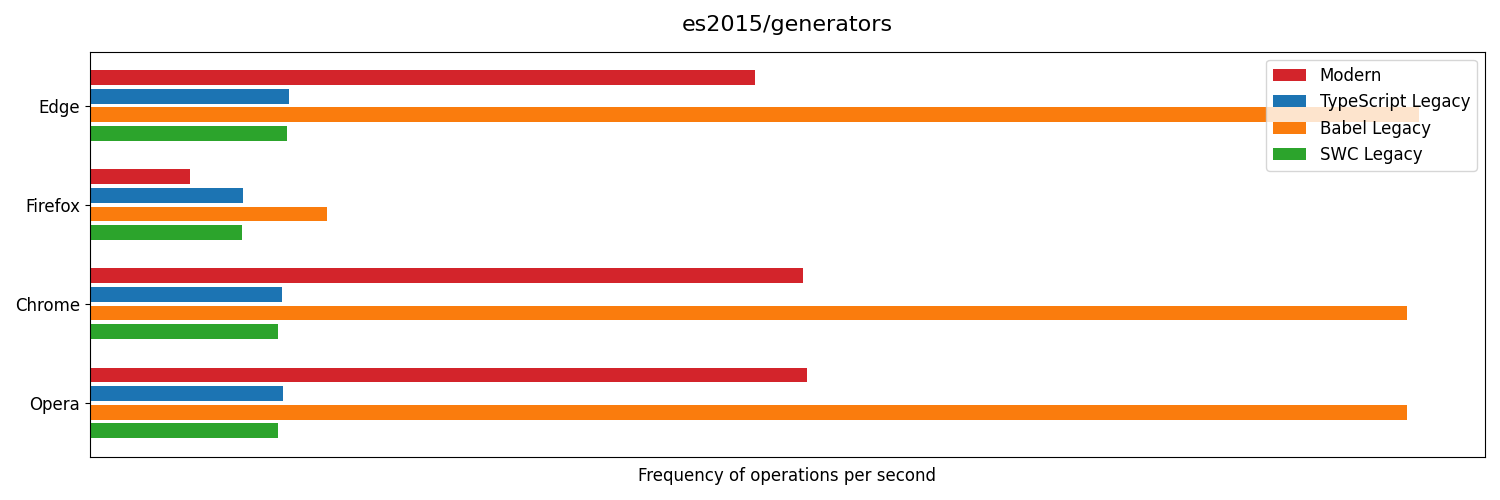 es2015/generators
Modern
TypeScript Legacy
Babel Legacy
SWC Legacy
Edge
Firefox
Chrome
Opera
Frequency of operations per second